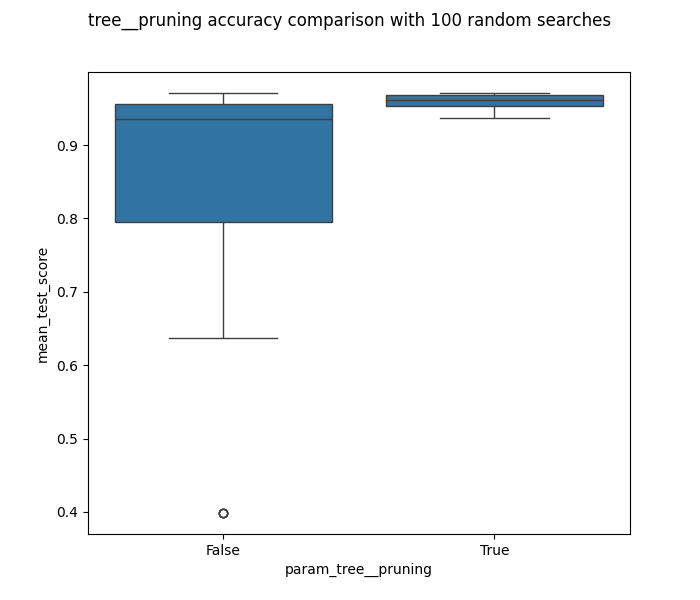 tree__pruning accuracy comparison with 100 random searches
0.9
0.8
0.7
0.6
0.5
0.4
mean_test_score
False
True
param_tree__pruning